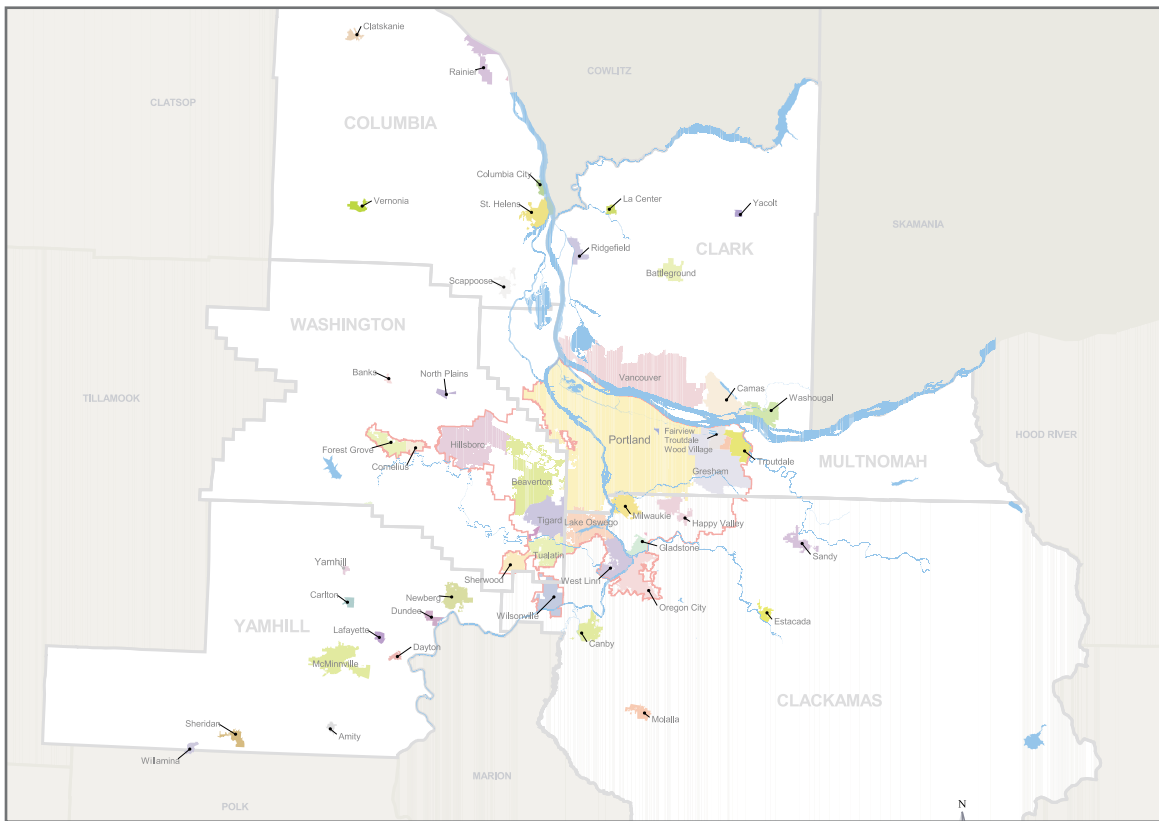 Clatskanie
Rainier
COWLITZ
CLATSOP
COLUMBIA
Columbia City
Vernonia
St. Helens
La Center
Yacolt
SKAMANIA
Ridgefield
CLARK
Battleground
Scappoose
WASHINGTON
Banks
North Plains
Vancouver
Camas
Washougal
TILLAMOOK
Forest Grove
Cornelius
Hillsboro
Portland
Fairview
Troutdale
Wood Village
Troutdale
HOOD RIVER
MULTNOMAH
Gresham
Beaverton
Tigard
Lake Oswego
Milwaukie
Happy Valley
Tualatin
Gladstone
Sandy
Sherwood
West Linn
Yamhill
Carlton
Newberg
Dundee
Wilsonville
Oregon City
Estacada
YAMHILL
Lafayette
Dayton
Canby
McMinnville
CLACKAMAS
Molalla
Sheridan
Amity
Willamina
MARION
POLK
N